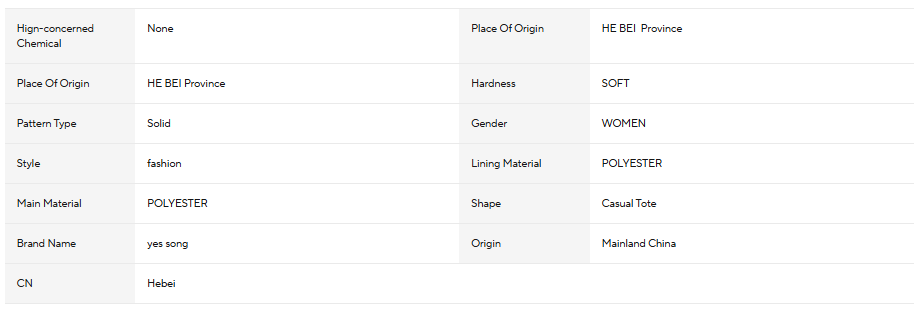 Hign-concerned
Chemical
None
Place Of Origin
HE BEI  Province
Place Of Origin
HE BEI Province
Hardness
SOFT
Pattern Type
Solid
Gender
WOMEN
Style
fashion
Lining Material
POLYESTER
Main Material
POLYESTER
Shape
Casual Tote
Brand Name
yes song
Origin
Mainland China
CN
Hebei